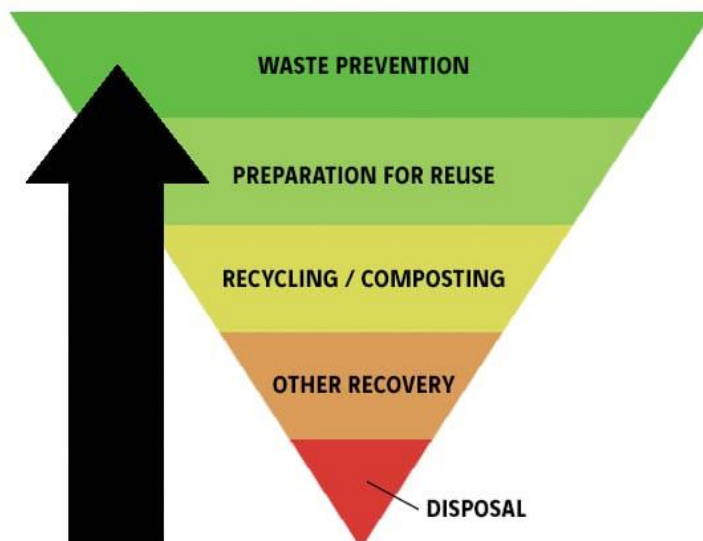 WASTE PREVENTION
PREPARATION FOR REUSE
RECYCLING / COMPOSTING
OTHER RECOVERY
DISPOSAL